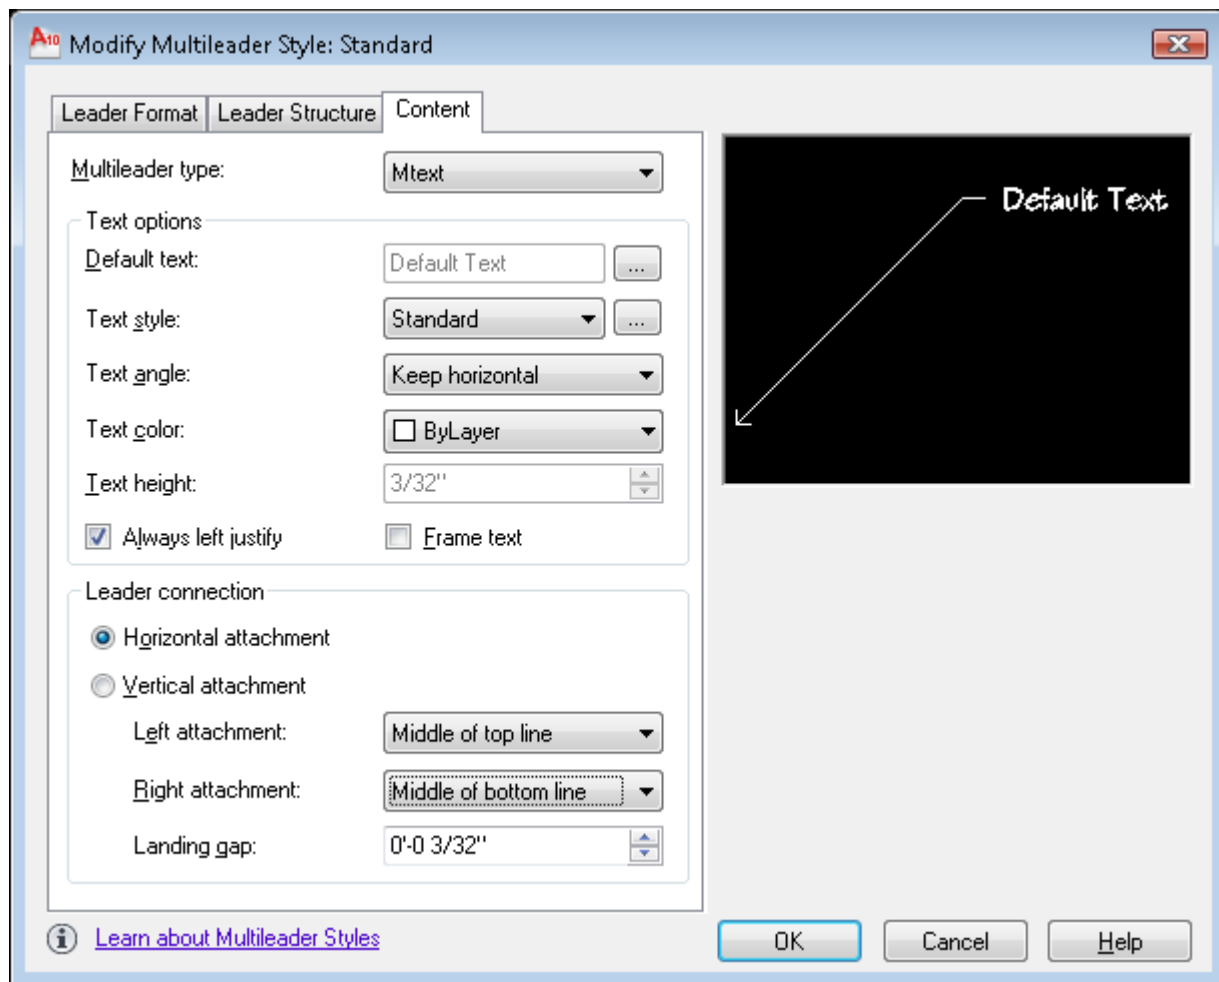 A10 Modify Multileader Style: Standard
Leader Format Leader Structure Content
Multileader type: Mtext
Default Text
Text options
Default text: Default Text ...
Text style: Standard ...
Text angle: Keep horizontal
Text color: ByLayer
Text height: 3/32"
Always left justify Frame text
Leader connection
Horizontal attachment
Vertical attachment
Left attachment: Middle of top line
Right attachment: Middle of bottom line
Landing gap: 0'-0 3/32"
Learn about Multileader Styles OK Cancel Help